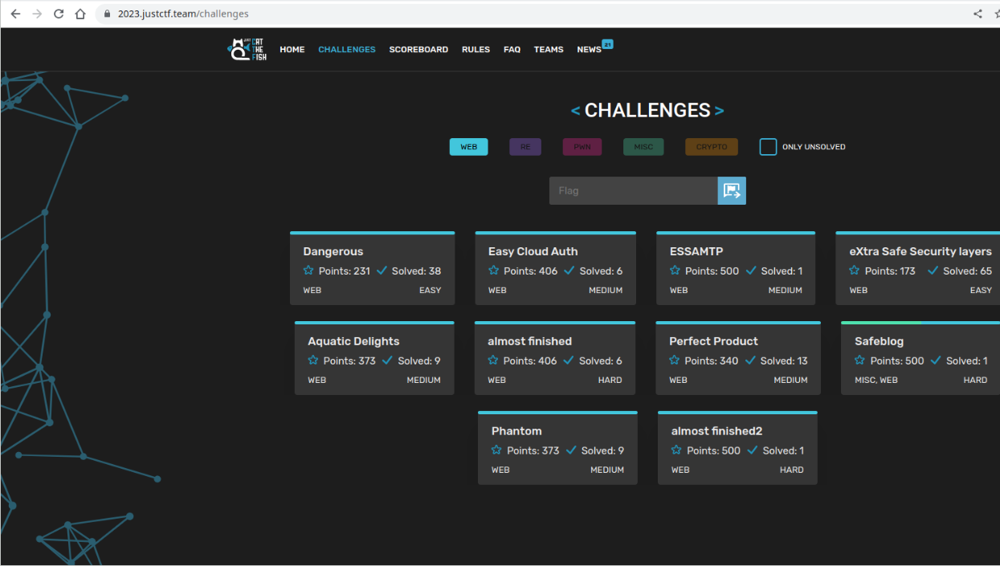 2023.justctf.team/challenges
JUST CAT THE FISH
HOME CHALLENGES SCOREBOARD RULES FAQ TEAMS NEWS 21
< CHALLENGES >
WEB RE PWN MISC CRYPTO ONLY UNSOLVED
Flag
Dangerous Easy Cloud Auth ESSAMTP eXtra Safe Security layers
Points: 231 Solved: 38 Points: 406 Solved: 6 Points: 500 Solved: 1 Points: 173 Solved: 65
WEB EASY WEB MEDIUM WEB MEDIUM WEB EASY
Aquatic Delights almost finished Perfect Product Safeblog
Points: 373 Solved: 9 Points: 406 Solved: 6 Points: 340 Solved: 13 Points: 500 Solved: 1
WEB MEDIUM WEB HARD WEB MEDIUM MISC, WEB HARD
Phantom almost finished2
Points: 373 Solved: 9 Points: 500 Solved: 1
WEB MEDIUM WEB HARD